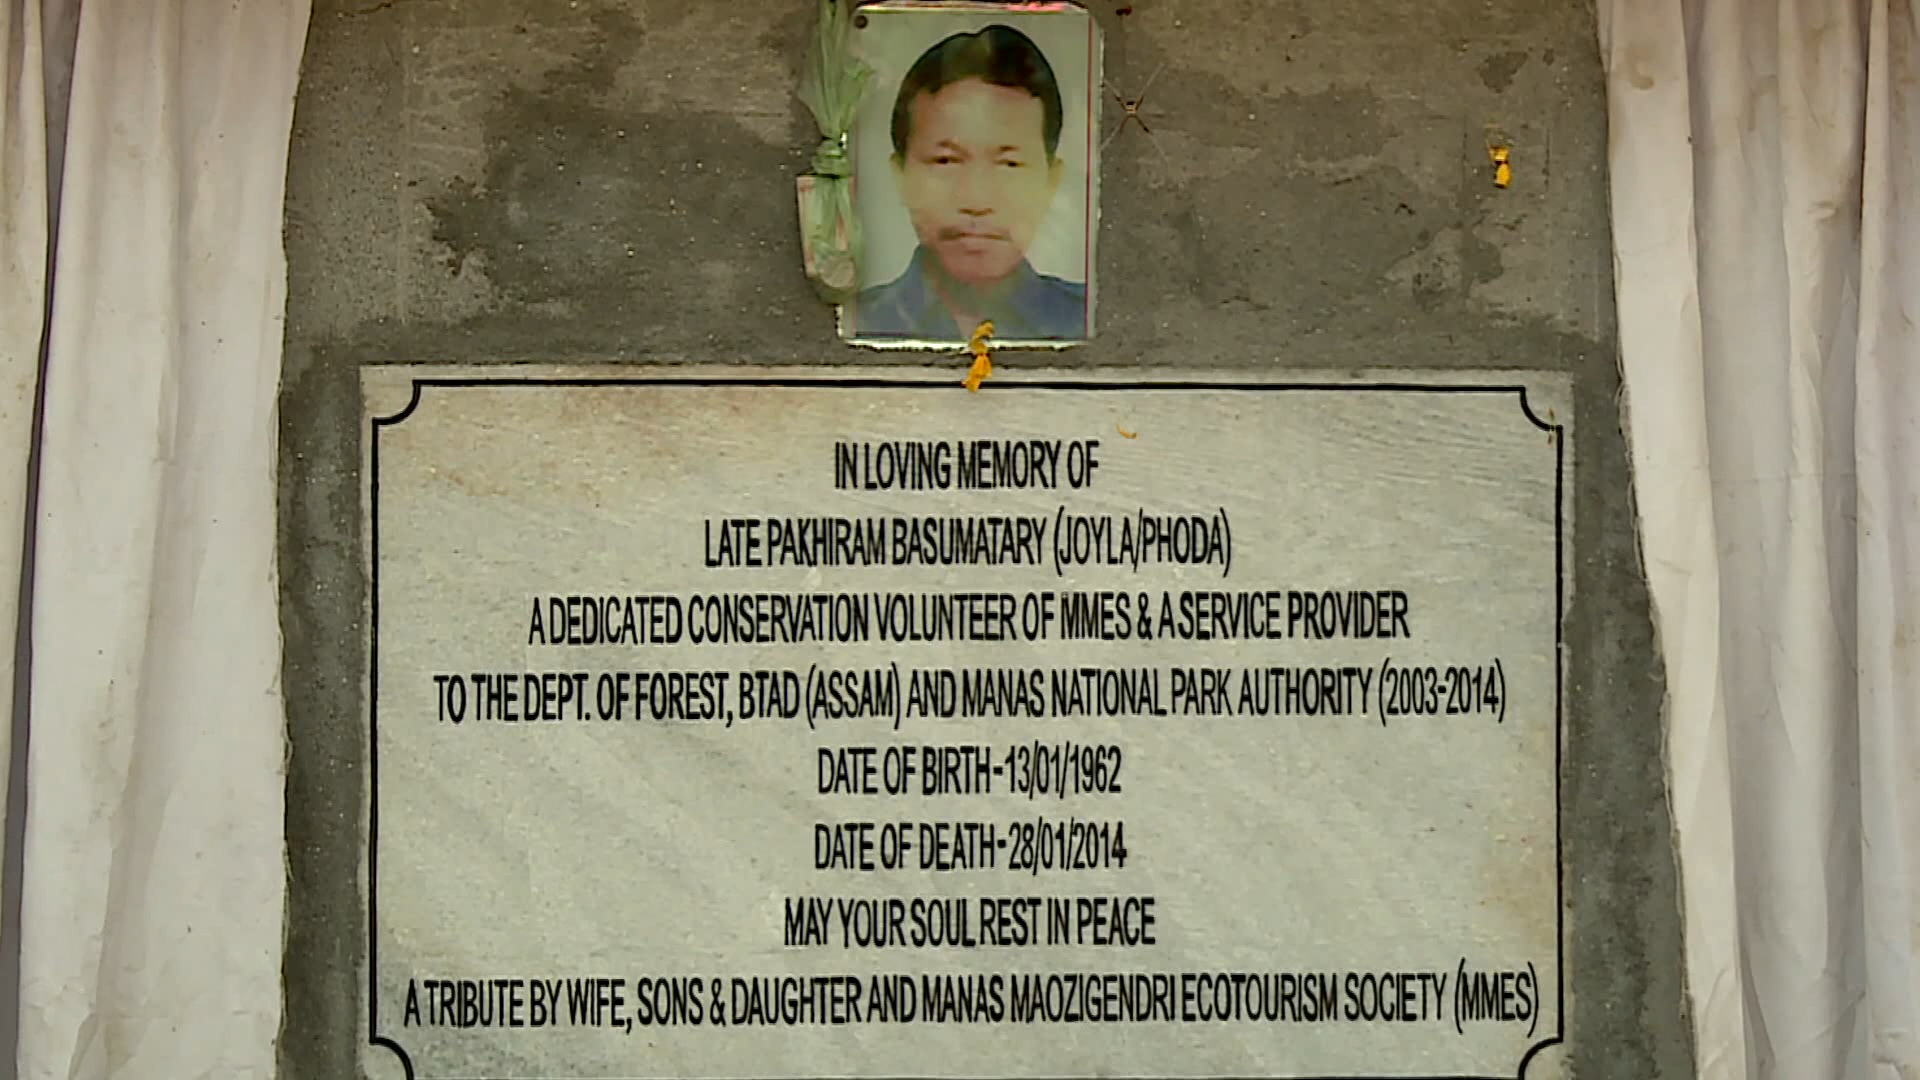 IN LOVING MEMORY OF
LATE PAKHIRAM BASUMATARY (JOYLA/PHODA)
A DEDICATED CONSERVATION VOLUNTEER OF MMES & A SERVICE PROVIDER
TO THE DEPT. OF FOREST, BTAD (ASSAM) AND MANAS NATIONAL PARK AUTHORITY (2003-2014)
DATE OF BIRTH-13/01/1962
DATE OF DEATH-28/01/2014
MAY YOUR SOUL REST IN PEACE
A TRIBUTE BY WIFE, SONS & DAUGHTER AND MANAS MAOZIGENDRI ECOTOURISM SOCIETY (MMES)